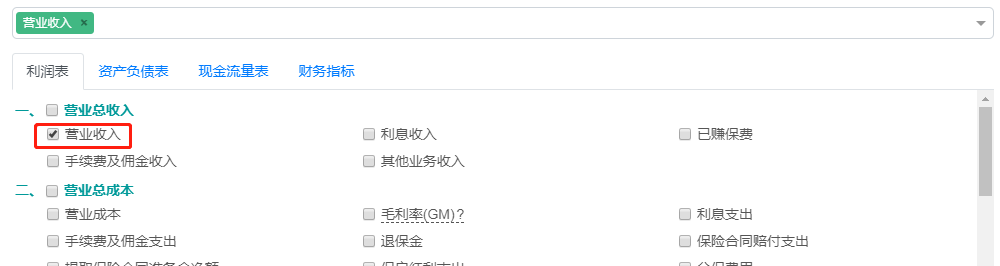 营业收入 ×
利润表 资产负债表 现金流量表 财务指标
一、 营业总收入
营业收入 利息收入 已赚保费
手续费及佣金收入 其他业务收入
二、 营业总成本
营业成本 毛利率(GM)? 利息支出
手续费及佣金支出 退保金 保险合同赔付支出